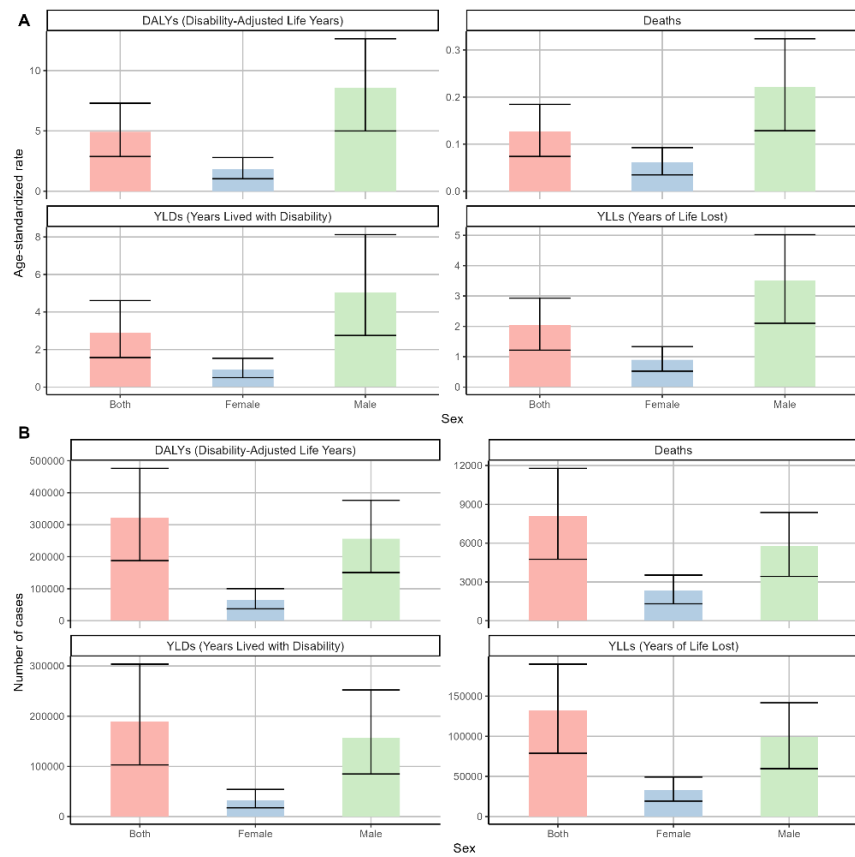 A
DALYs (Disability-Adjusted Life Years)
Deaths
10
5
0
0.3
0.2
0.1
0.0
YLDs (Years Lived with Disability)
YLLs (Years of Life Lost)
8
6
4
2
0
5
4
3
2
1
0
Age-standardized rate
Both
Female
Male
Both
Female
Male
Sex
B
DALYs (Disability-Adjusted Life Years)
Deaths
500000
400000
300000
200000
100000
0
12000
9000
6000
3000
0
YLDs (Years Lived with Disability)
YLLs (Years of Life Lost)
300000
200000
100000
0
150000
100000
50000
0
Number of cases
Both
Female
Male
Both
Female
Male
Sex